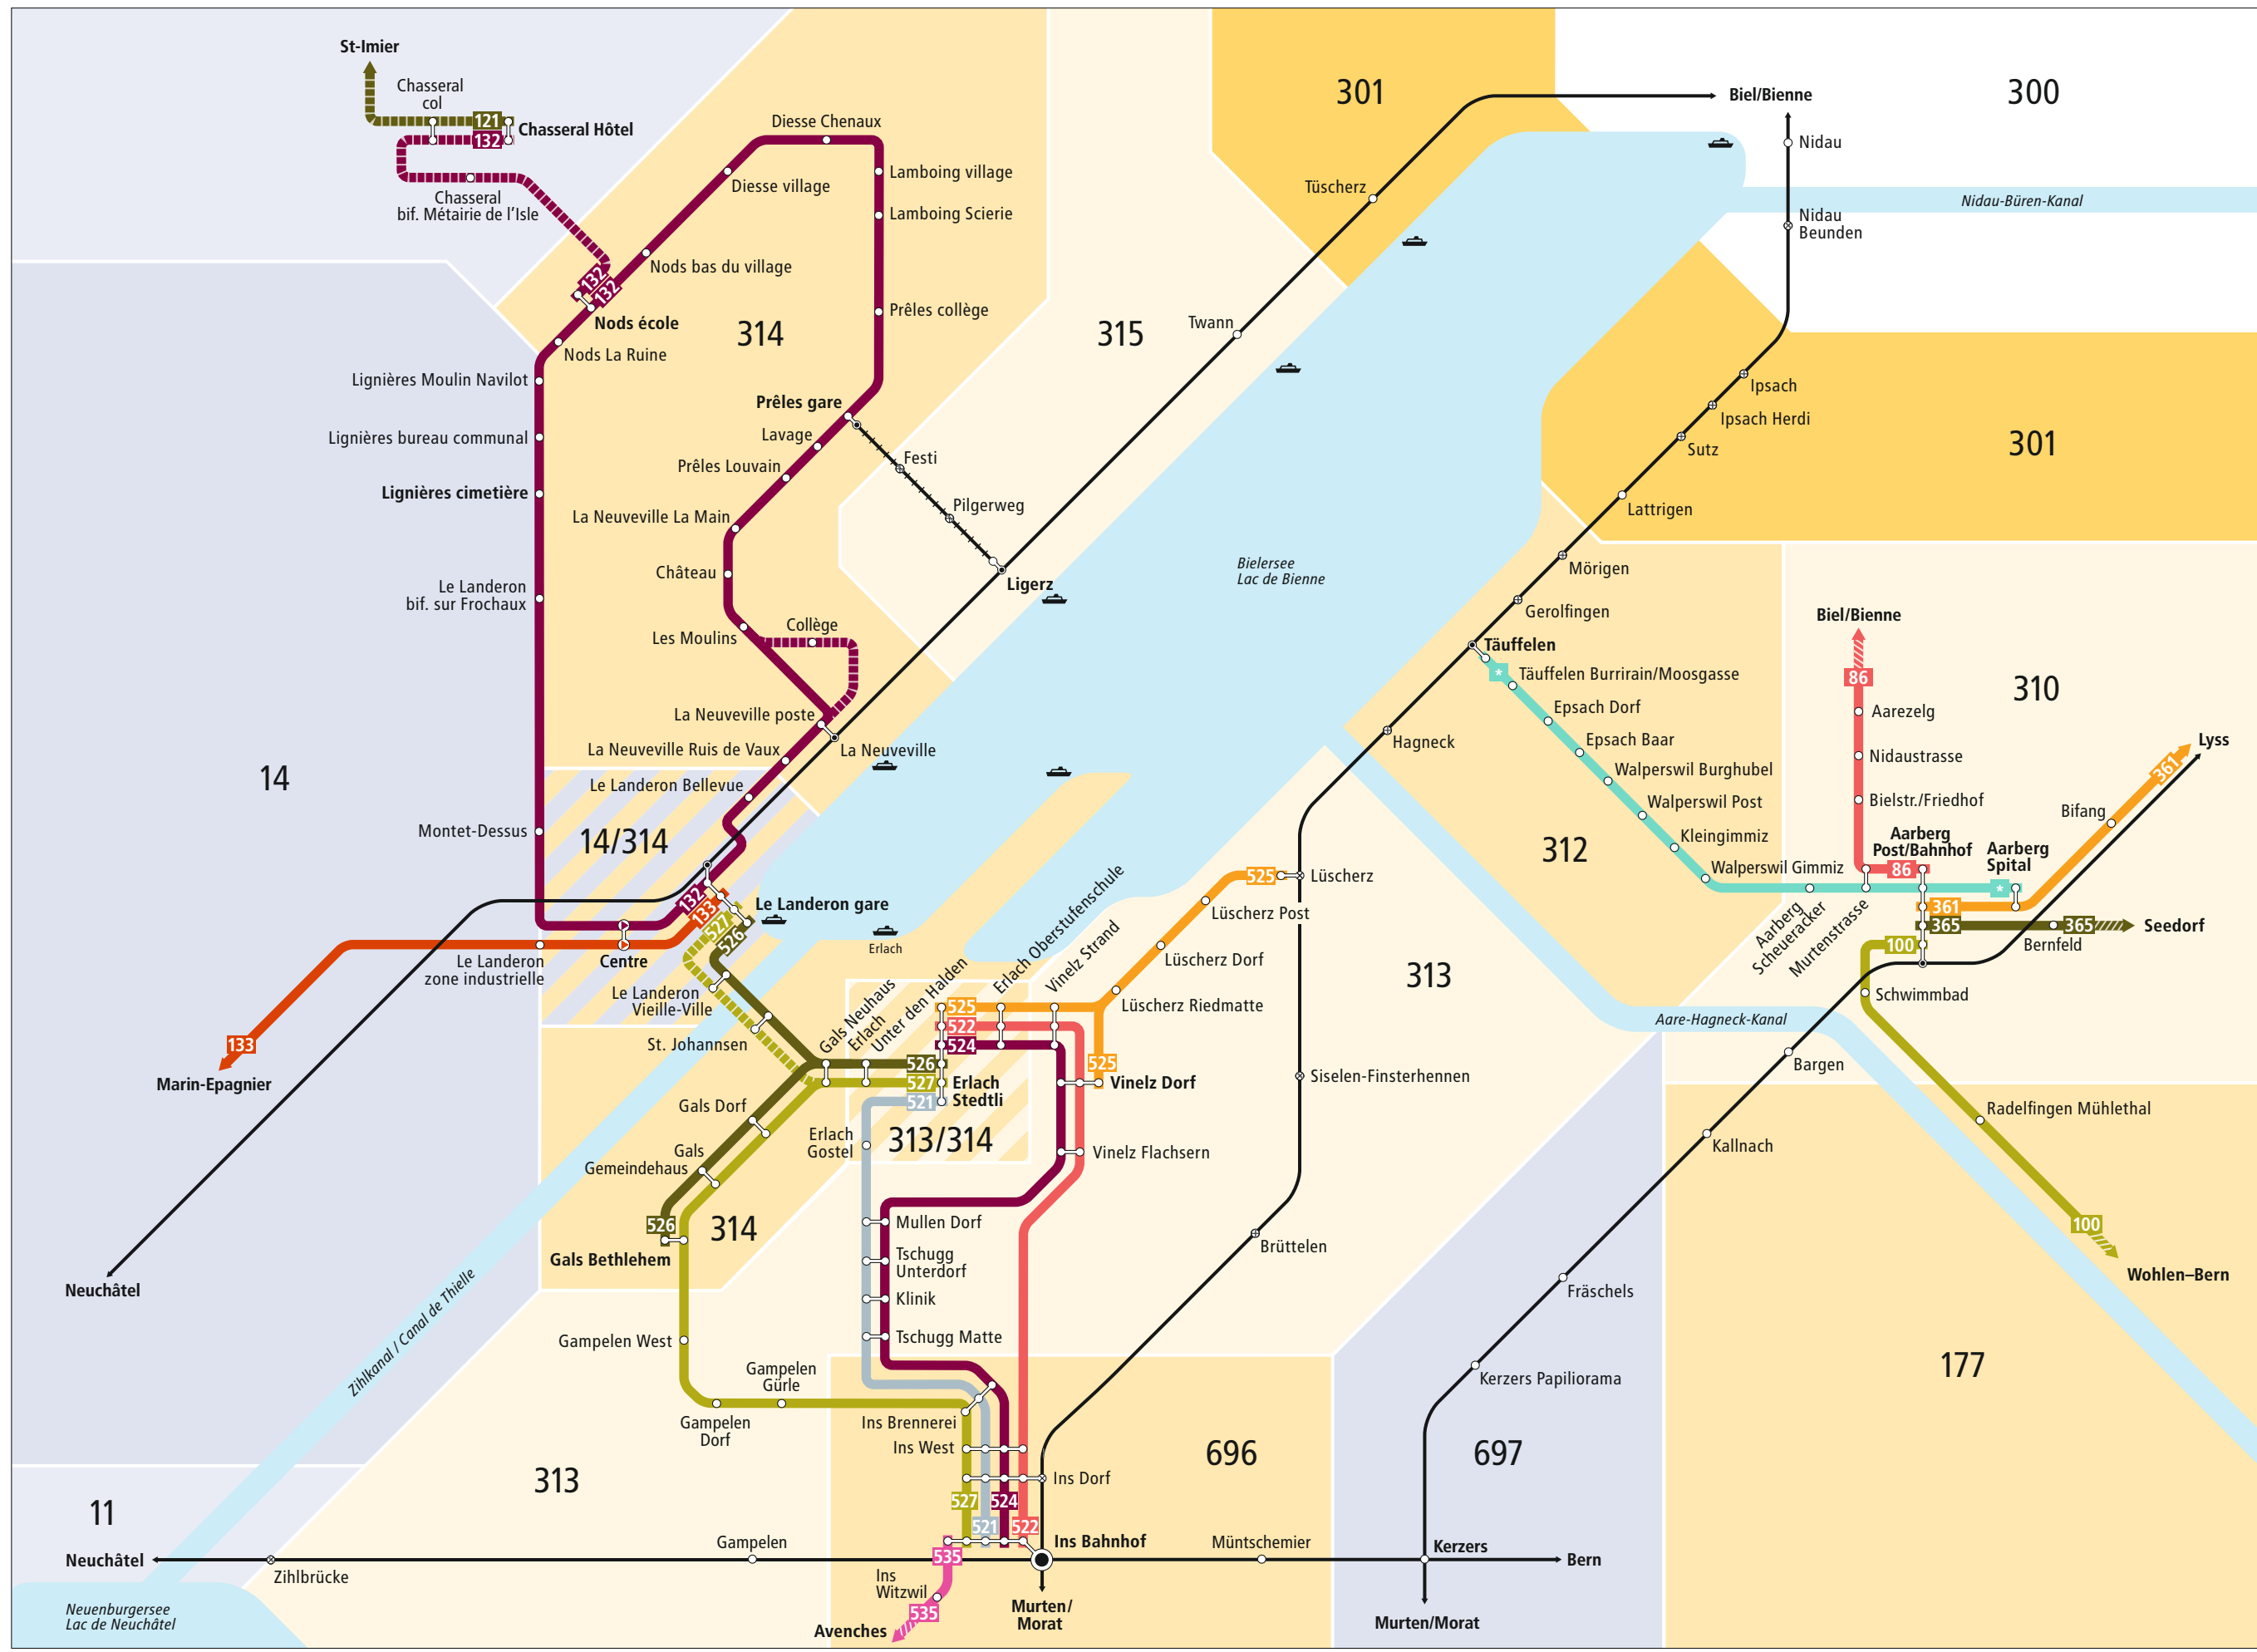 St-Imier
Chasseral
col
121
132
Chasseral Hôtel
Chasseral
bif. Métairie de l'Isle
132
132
Nods école
Nods La Ruine
Nods bas du village
Diesse village
Diesse Chenaux
Lamboing village
Lamboing Scierie
Prêles collège
314
315
301
300
Biel/Bienne
Nidau
Nidau
Beunden
Nidau-Büren-Kanal
Tüscherz
Twann
Ipsach
Ipsach Herdi
Sutz
301
Lattrigen
Mörigen
Gerolfingen
Täuffelen
Hagneck
Lignières Moulin Navilot
Lignières bureau communal
Lignières cimetière
Le Landeron
bif. sur Frochaux
Montet-Dessus
14
Prêles gare
Lavage
Prêles Louvain
La Neuveville La Main
Château
Les Moulins
Collège
La Neuveville poste
La Neuveville
La Neuveville Ruis de Vaux
Le Landeron Bellevue
Festi
Pilgerweg
Ligerz
Bielersee
Lac de Bienne
14/314
132
133
527
526
Le Landeron gare
Erlach
Centre
Le Landeron
zone industrielle
133
Marin-Epagnier
Le Landeron
Vieille-Ville
St. Johannsen
Gals Neuhaus
Erlach
Unter den Halden
Erlach Oberstufenschule
Vinelz Strand
525
Lüscherz
Lüscherz Post
Lüscherz Dorf
Lüscherz Riedmatte
525
522
524
526
527
521
525
Erlach
Stedtli
Vinelz Dorf
Vinelz Flachsern
313/314
Erlach
Gostel
Gals Dorf
Gals
Gemeindehaus
526
Gals Bethlehem
314
Neuchâtel
Zihlkanal / Canal de Thielle
Mullen Dorf
Tschugg
Unterdorf
Klinik
Tschugg Matte
Gampelen West
Gampelen
Gürle
Gampelen
Dorf
Ins Brennerei
Ins West
Ins Dorf
527
524
521
522
Siselen-Finsterhennen
Brüttelen
313
312
Täuffelen Burrirain/Moosgasse
Epsach Dorf
Epsach Baar
Walperswil Burghubel
Walperswil Post
Kleingimmiz
Walperswil Gimmiz
Aarberg
Scheueracker
Murtenstrasse
Biel/Bienne
86
310
Aarezelg
Nidaustrasse
Bielstr./Friedhof
Aarberg
Post/Bahnhof
86
Aarberg
Spital
*
*
361
361
Bifang
Lyss
365
365
Bernfeld
Seedorf
100
Schwimmbad
Aare-Hagneck-Kanal
Bargen
Kallnach
Radelfingen Mühlethal
100
Wohlen–Bern
Fräschels
Kerzers Papiliorama
177
696
697
313
11
Neuchâtel
Zihlbrücke
Gampelen
535
Ins Bahnhof
Müntschemier
Kerzers
Bern
Ins
Witzwil
535
Avenches
Murten/
Morat
Murten/Morat
Neuenburgersee
Lac de Neuchâtel